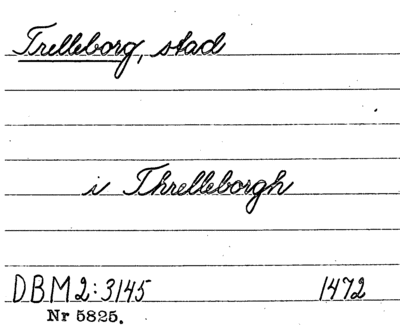 Trelleborg, stad
i Threlleborgh
DBM 2:3145 1472
Nr 5825.